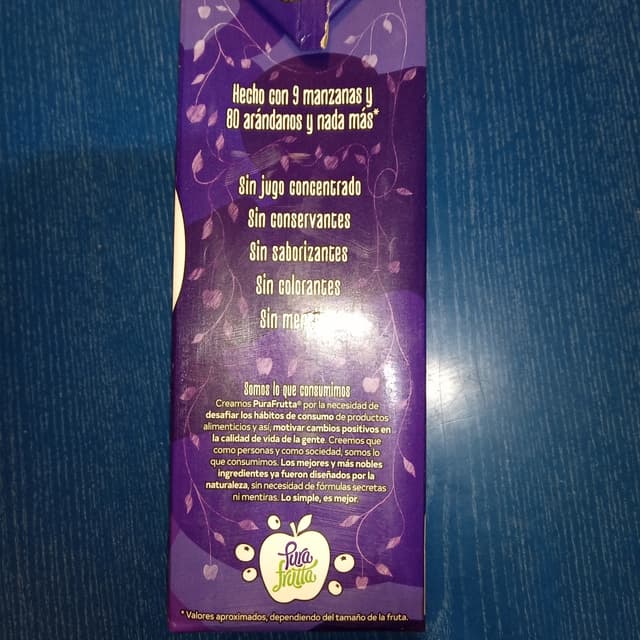 Hecho con 9 manzanas y
80 arándanos y nada más*
Sin jugo concentrado
Sin conservantes
Sin saborizantes
Sin colorantes
Sin
Somos lo que consumimos
Creamos PuraFrutta® por la necesidad de
desafiar los hábitos de consumo de productos
alimenticios y así, motivar cambios positivos en
la calidad de vida de la gente. Creemos que
como personas y como sociedad, somos lo
que consumimos. Los mejores y más nobles
ingredientes ya fueron diseñados por la
naturaleza, sin necesidad de fórmulas secretas
ni mentiras. Lo simple, es mejor.
Pura
frutta
* Valores aproximados, dependiendo del tamaño de la fruta.